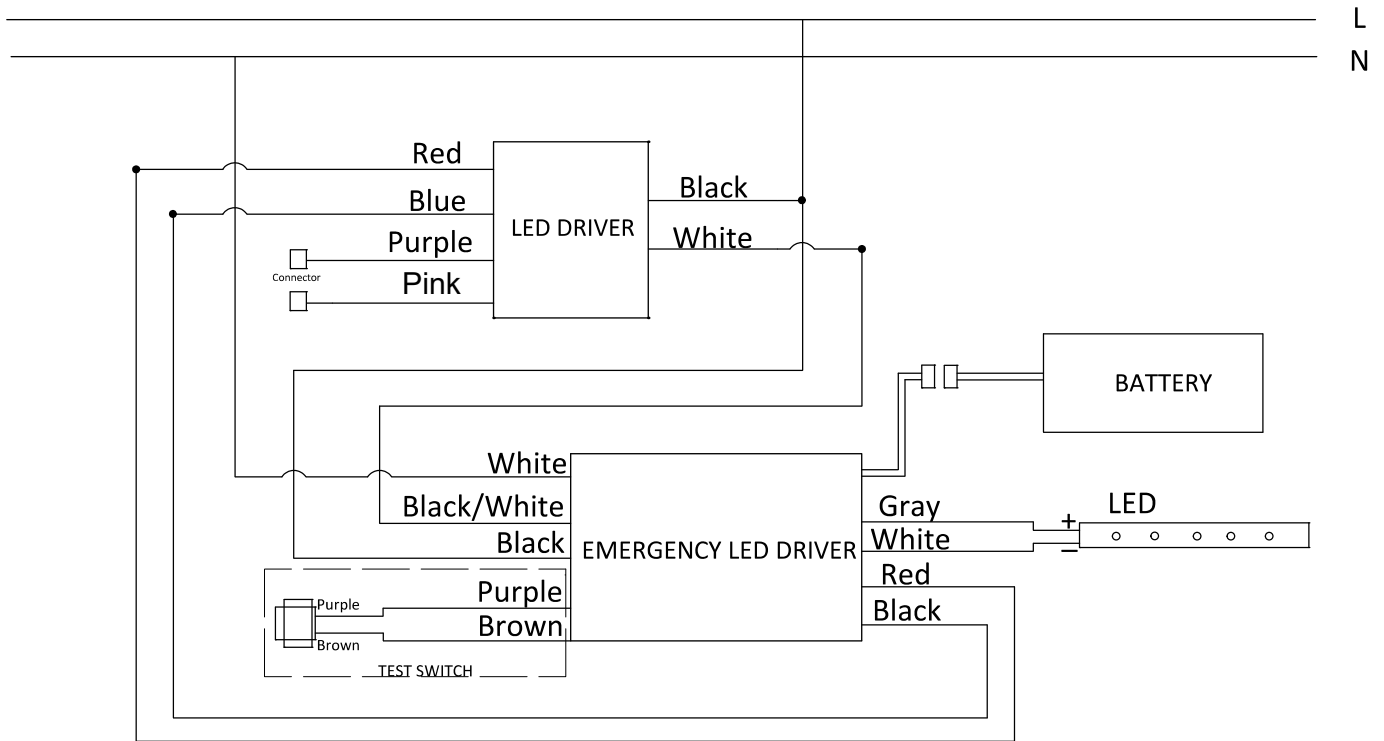 L
N
Red
Blue
Purple
Connector
Pink
LED DRIVER
Black
White
BATTERY
White
Black/White
Black
Purple
Brown
EMERGENCY LED DRIVER
Gray
White
Red
Black
+
−
LED
Purple
Brown
TEST SWITCH